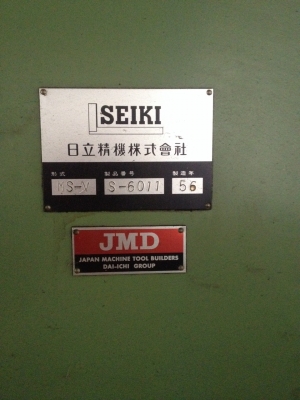 SEIKI
日立精機株式會社
形式 製品番号 製造年
MS-V S-6011 56
JMD
JAPAN MACHINE TOOL BUILDERS
DAI-ICHI GROUP